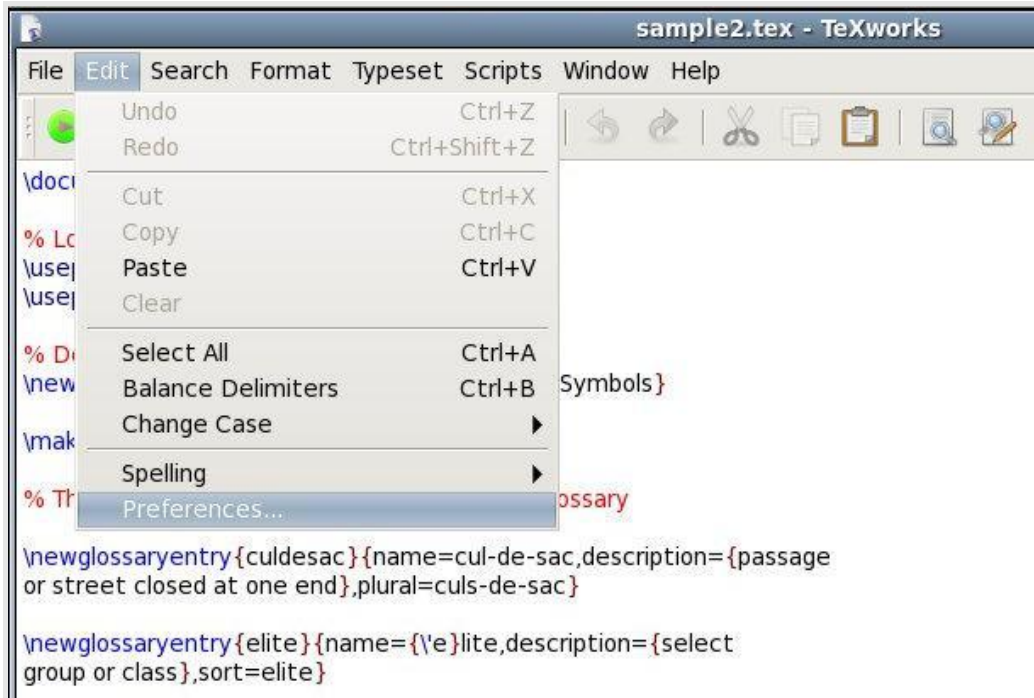 sample2.tex - TeXworks
File Edit Search Format Typeset Scripts Window Help
Undo Ctrl+Z
Redo Ctrl+Shift+Z
\docu
Cut Ctrl+X
% Lo
Copy Ctrl+C
\usep
Paste Ctrl+V
\usep
Clear
% De
Select All Ctrl+A
\new
Balance Delimiters Ctrl+B Symbols}
Change Case
\mak
Spelling
% Th
Preferences... ossary
\newglossaryentry{culdesac}{name=cul-de-sac,description={passage
or street closed at one end},plural=culs-de-sac}
\newglossaryentry{elite}{name={\'e}lite,description={select
group or class},sort=elite}